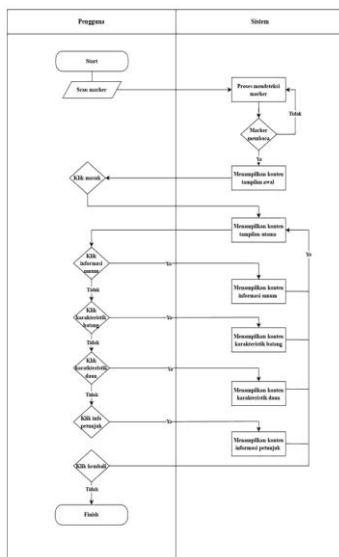 Pengguna
Sistem
Start
Scan marker
Proses mendeteksi
marker
Tidak
Marker
membaca
Ya
Klik masuk
Menampilkan konten
tampilan awal
Menampilkan konten
tampilan utama
Klik
informasi
umum
Ya
Ya
Menampilkan konten
informasi umum
Tidak
Klik
karakteristik
batang
Ya
Menampilkan konten
karakteristik batang
Tidak
Klik
karakteristik
daun
Ya
Menampilkan konten
karakteristik daun
Tidak
Klik info
petunjuk
Ya
Menampilkan konten
informasi petunjuk
Tidak
Klik kembali
Tidak
Finish